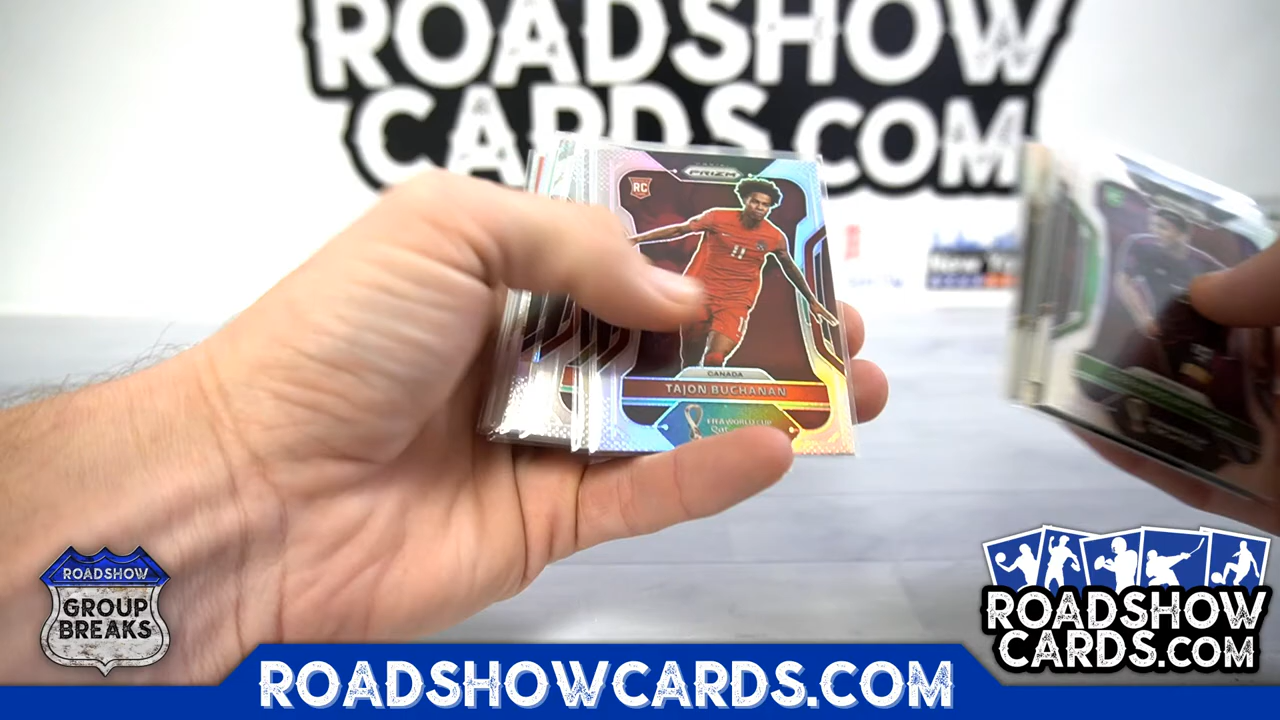 ROADSHOW
CARDS.COM
PRIZM
RC
11
CANADA
TAJON BUCHANAN
FIFA WORLD CUP
ROADSHOW
GROUP
BREAKS
ROADSHOW
CARDS.COM
ROADSHOWCARDS.COM